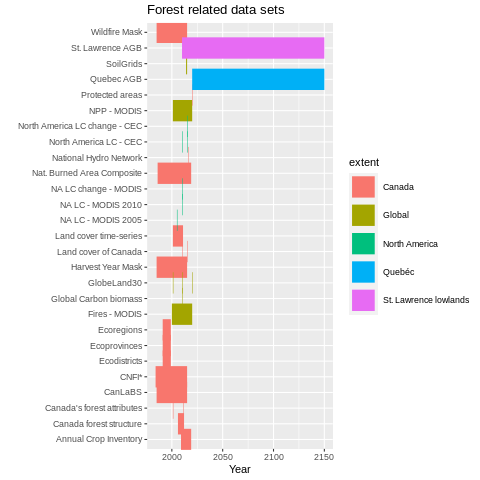 Forest related data sets
Wildfire Mask
St. Lawrence AGB
SoilGrids
Quebec AGB
Protected areas
NPP - MODIS
North America LC change - CEC
North America LC - CEC
National Hydro Network
Nat. Burned Area Composite
NA LC change - MODIS
NA LC - MODIS 2010
NA LC - MODIS 2005
Land cover time-series
Land cover of Canada
Harvest Year Mask
GlobeLand30
Global Carbon biomass
Fires - MODIS
Ecoregions
Ecoprovinces
Ecodistricts
CNFI*
CanLaBS
Canada's forest attributes
Canada forest structure
Annual Crop Inventory
2000 2050 2100 2150
Year
extent
Canada
Global
North America
Quebéc
St. Lawrence lowlands